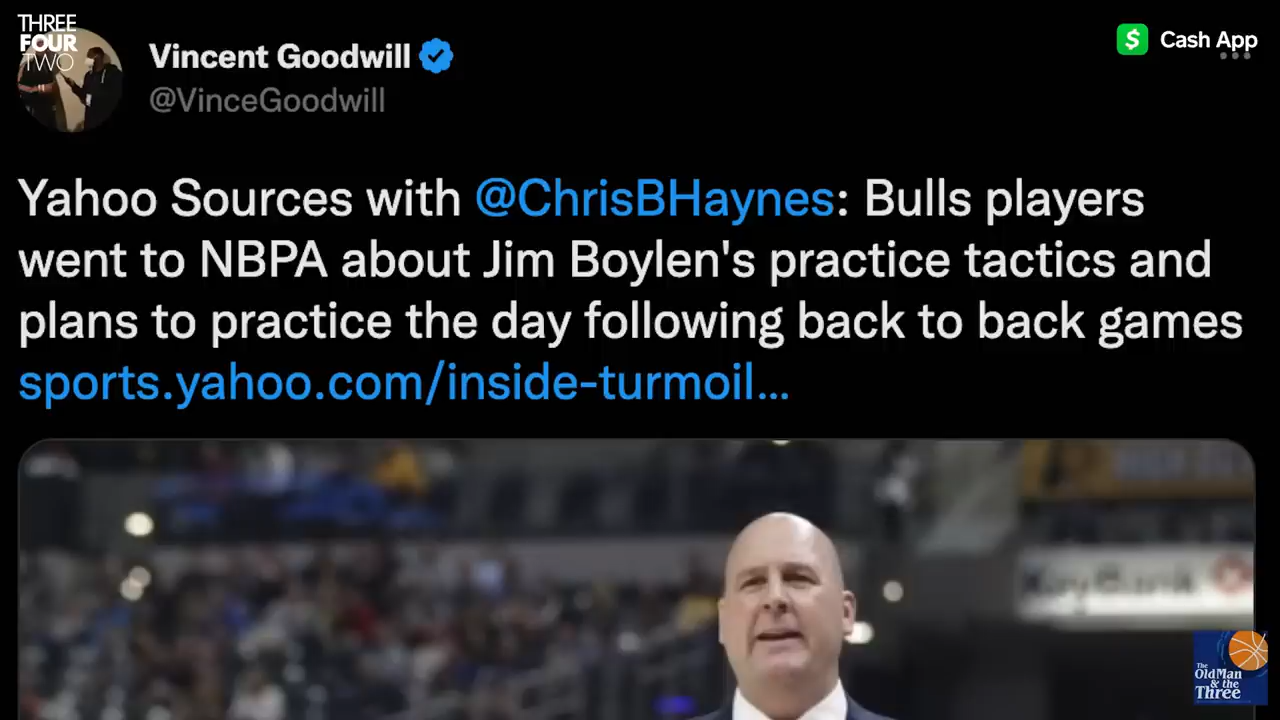 THREE
FOUR
TWO
Vincent Goodwill
@VinceGoodwill
$ Cash App
Yahoo Sources with @ChrisBHaynes: Bulls players
went to NBPA about Jim Boylen's practice tactics and
plans to practice the day following back to back games
sports.yahoo.com/inside-turmoil...
KeyBank
The
OldMan
& the
Three